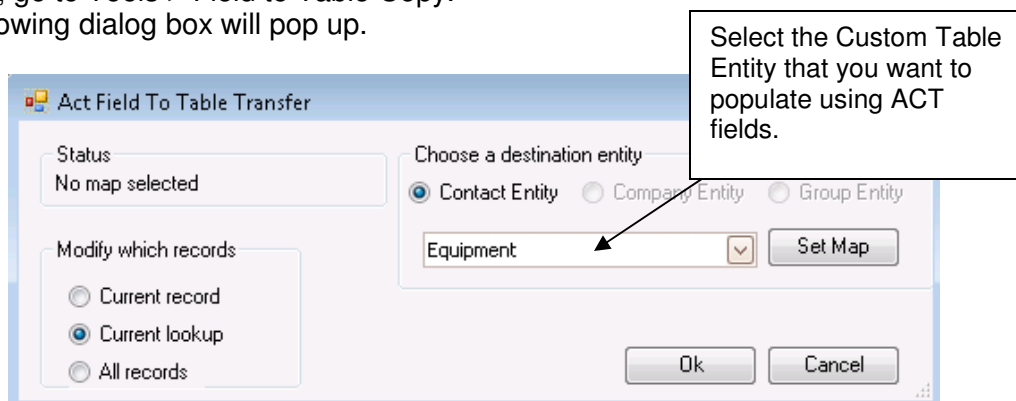 owing dialog box will pop up.
Select the Custom Table
Entity that you want to
populate using ACT
fields.
Act Field To Table Transfer
Status
No map selected
Choose a destination entity
Contact Entity Company Entity Group Entity
Equipment Set Map
Modify which records
Current record
Current lookup
All records
Ok Cancel